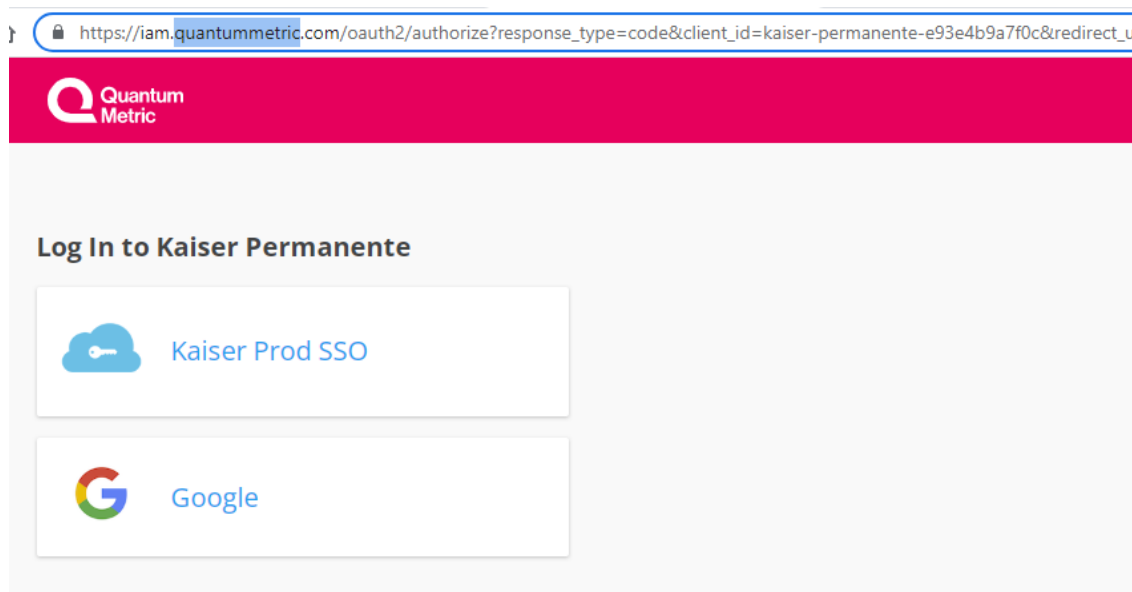 https://iam.quantummetric.com/oauth2/authorize?response_type=code&client_id=kaiser-permanente-e93e4b9a7f0c&redirect_u
Quantum
Metric
Log In to Kaiser Permanente
Kaiser Prod SSO
Google